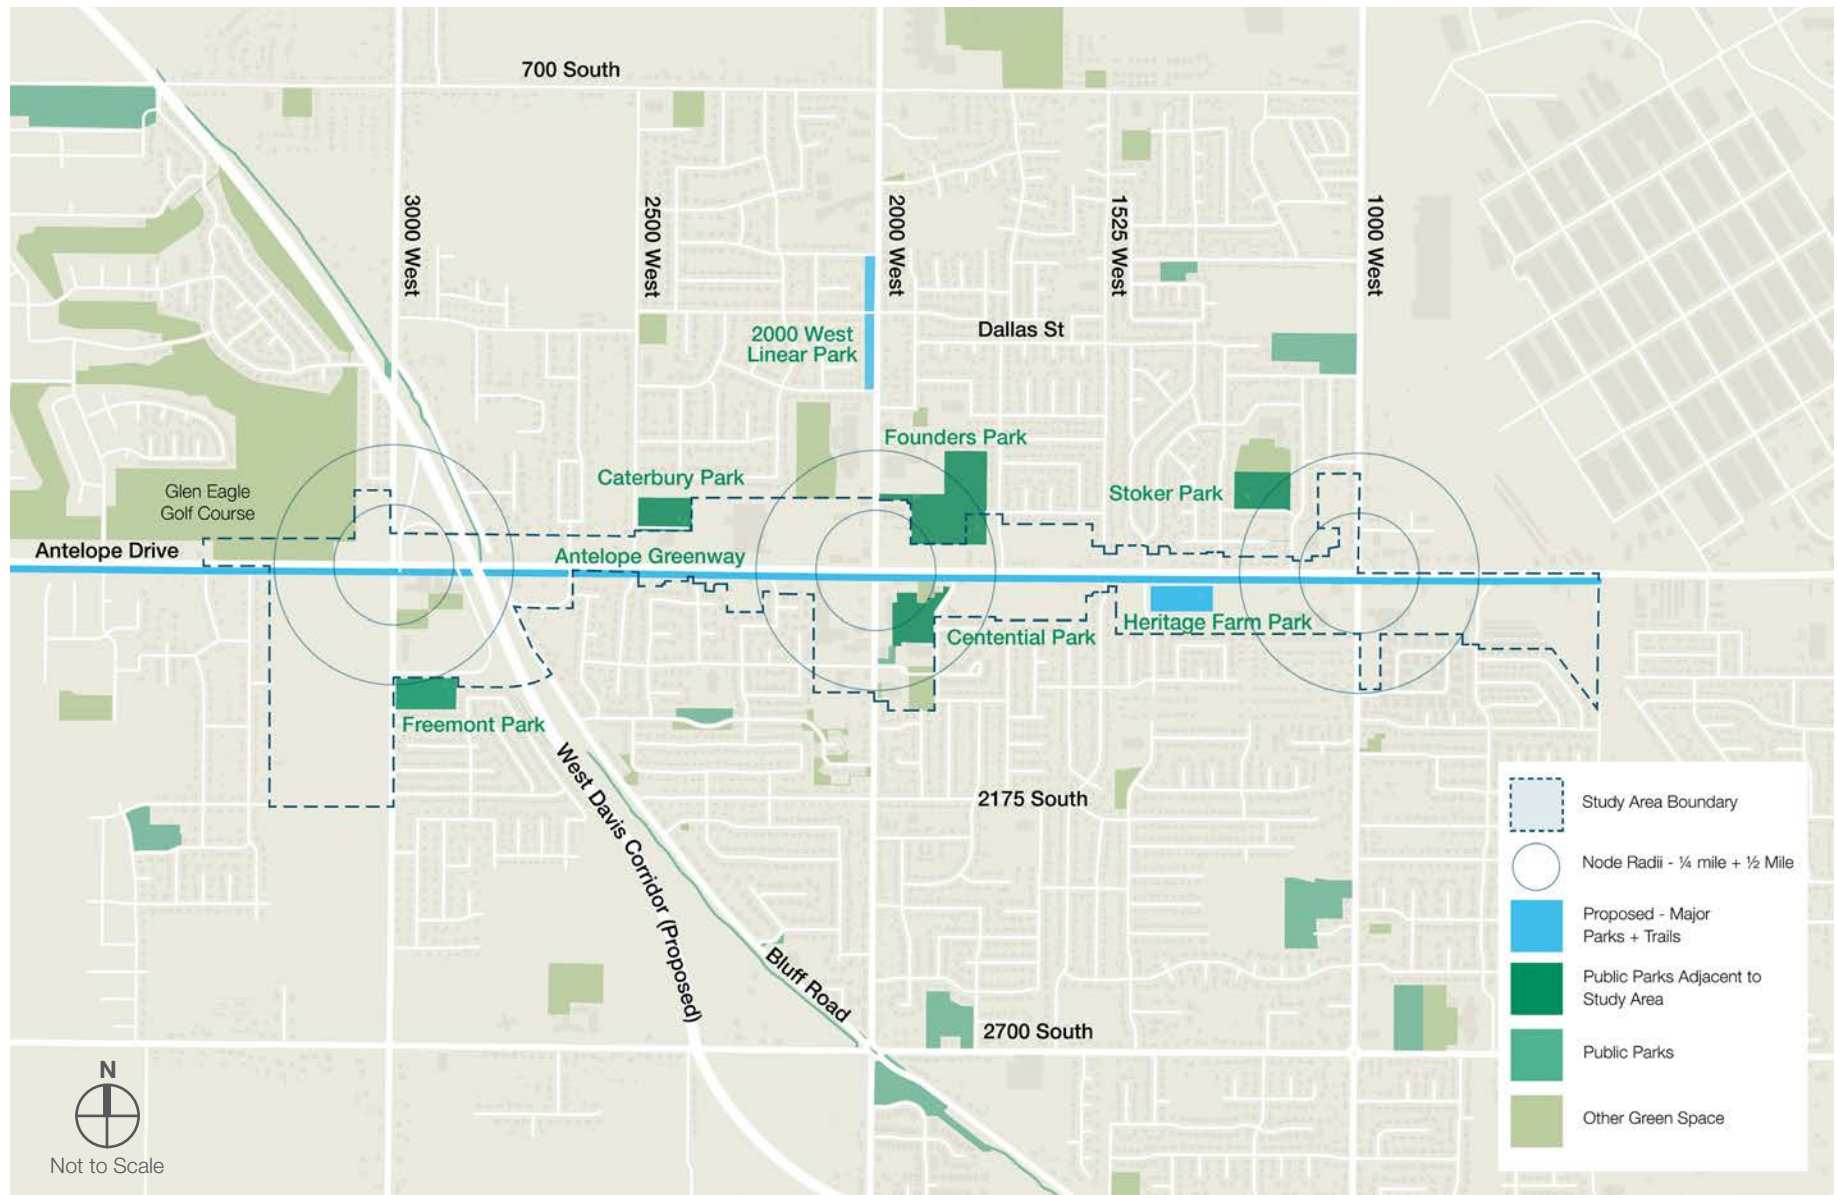 700 South
3000 West
2500 West
2000 West
1525 West
1000 West
2000 West
Linear Park
Dallas St
Founders Park
Caterbury Park
Stoker Park
Glen Eagle
Golf Course
Antelope Drive
Antelope Greenway
Heritage Farm Park
Centential Park
Freemont Park
West Davis Corridor (Proposed)
2175 South
Bluff Road
2700 South
N
Not to Scale
Study Area Boundary
Node Radii - ¼ mile + ½ Mile
Proposed - Major
Parks + Trails
Public Parks Adjacent to
Study Area
Public Parks
Other Green Space